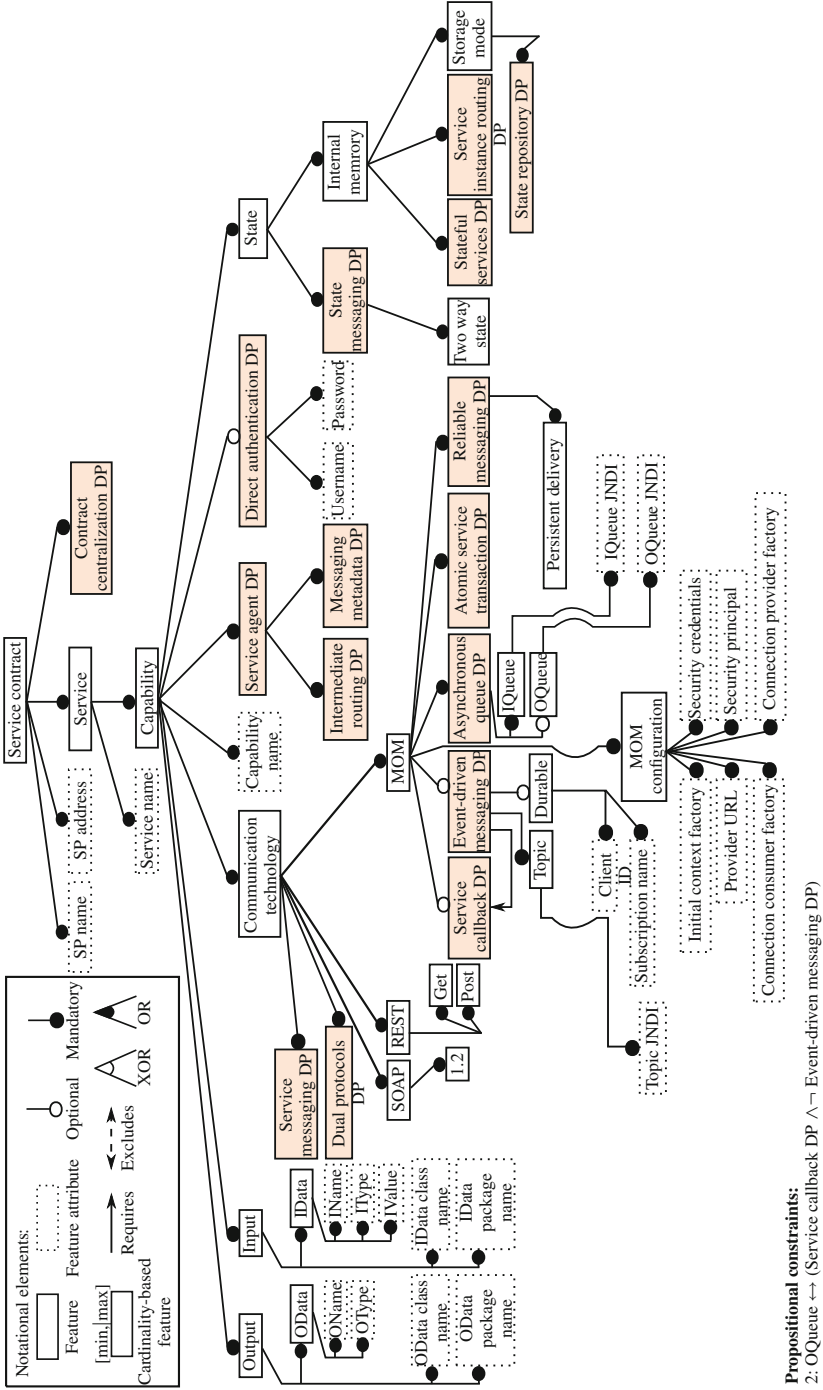 Notational elements:
Feature
Feature attribute
Optional
Mandatory
[min,max]
Cardinality-based
feature
Requires
Excludes
XOR
OR
Service contract
SP name
SP address
Service
Contract
centralization DP
Service name
Capability
Output
Input
Communication
technology
Capability
name
Service agent DP
Direct authentication DP
State
OData
OName
OType
OData class
name
OData
package
name
IData
IName
IType
IValue
IData class
name
IData
package
name
Service
messaging DP
Dual protocols
DP
SOAP
1.2
REST
Get
Post
MOM
Intermediate
routing DP
Messaging
metadata DP
Username
Password
State
messaging DP
Internal
memrory
Service
callback DP
Event-driven
messaging DP
Asynchronous
queue DP
Atomic service
transaction DP
Reliable
messaging DP
Two way
state
Stateful
services DP
Service
instance routing
DP
Storage
mode
State repository DP
Topic
Durable
IQueue
OQueue
Persistent delivery
Client
ID
Subscription name
Topic JNDI
IQueue JNDI
OQueue JNDI
MOM
configuration
Initial context factory
Provider URL
Connection consumer factory
Security credentials
Security principal
Connection provider factory
Propositional constraints:
2: OQueue ↔ (Service callback DP ∧ ¬ Event-driven messaging DP)